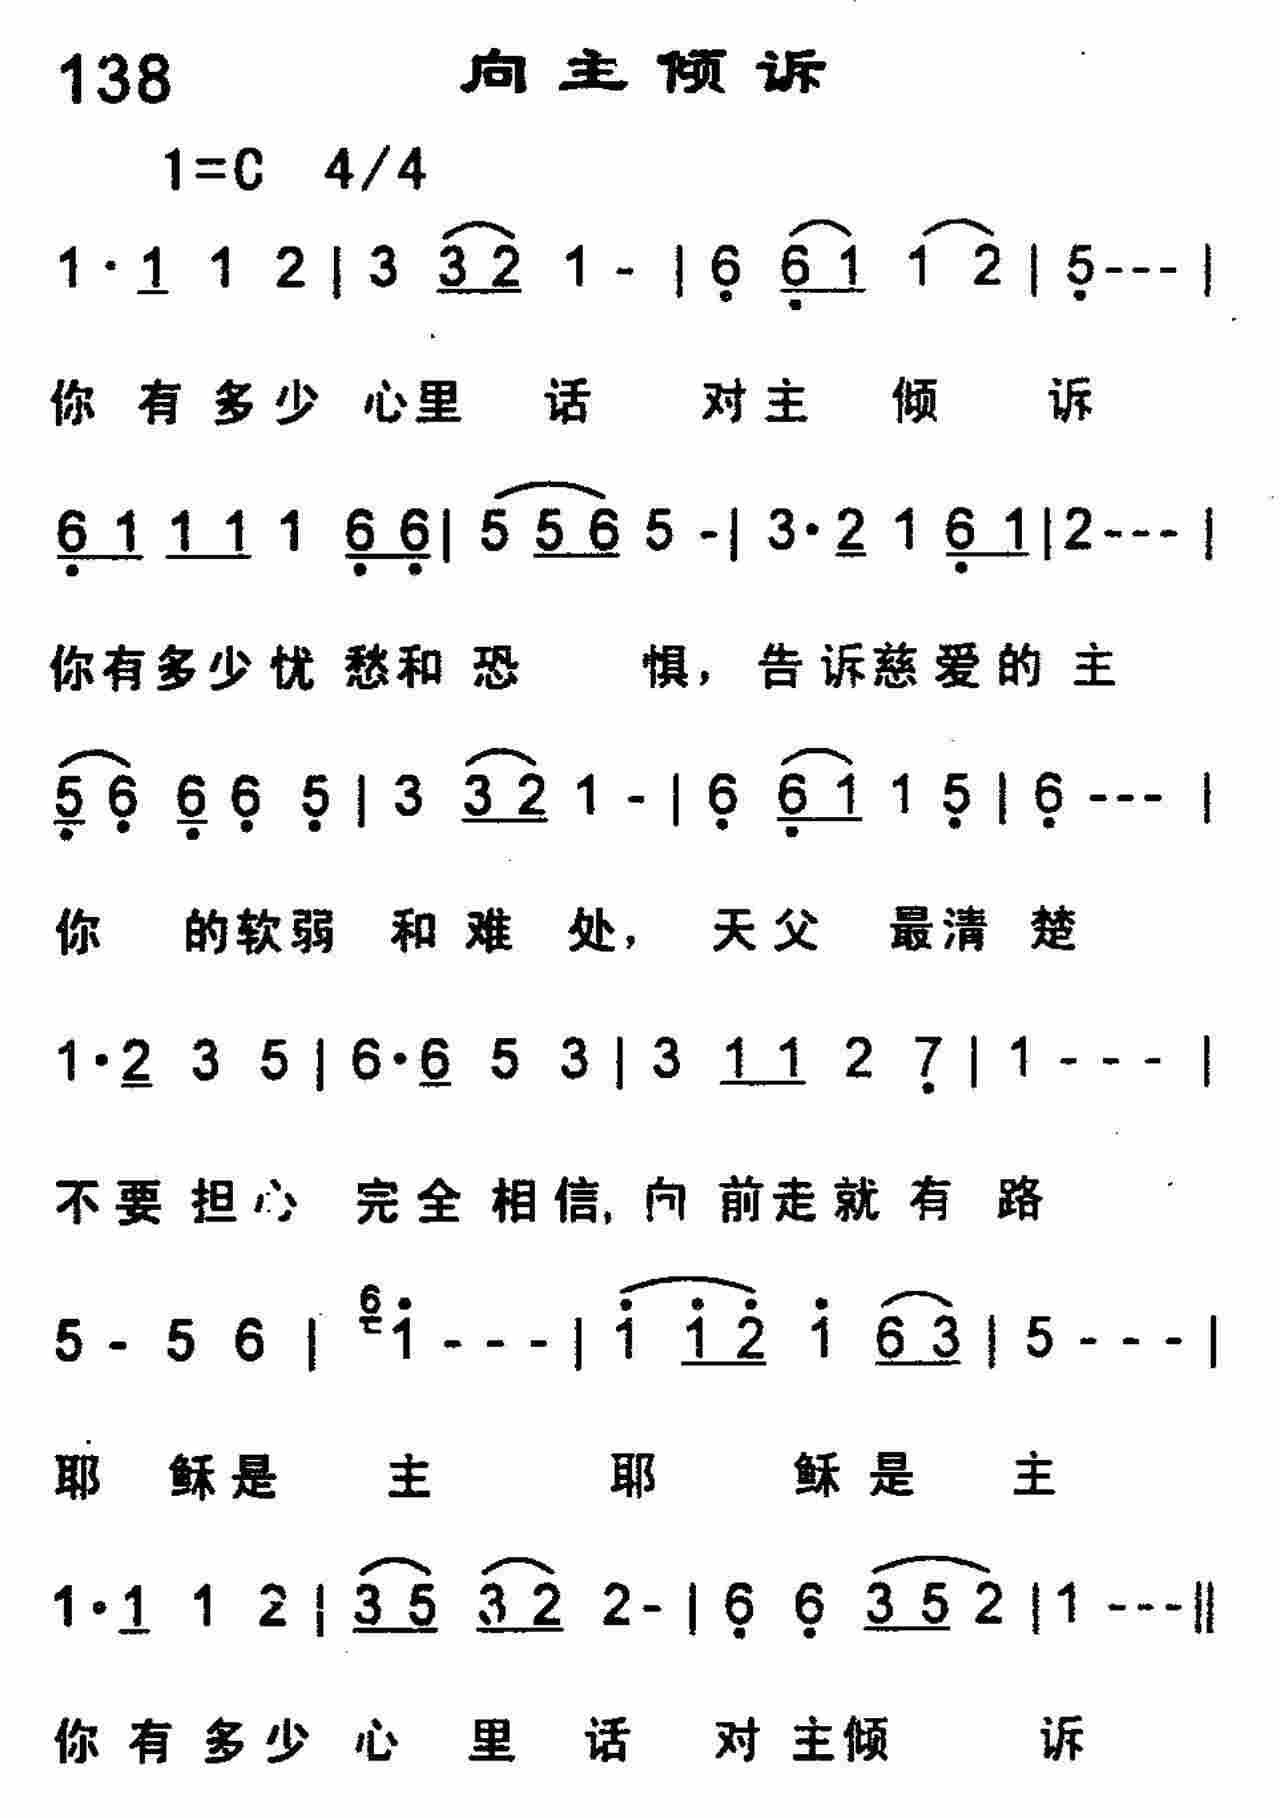 138 向主倾诉
1=C 4/4
1·1 1 2 | 3 3 2 1 - | 6 6 1 1 2 | 5 - - - |
你有多少心里话对主倾诉
6 1 1 1 1 6 6 | 5 5 6 5 - | 3·2 1 6 1 | 2 - - - |
你有多少忧愁和恐惧，告诉慈爱的主
5 6 6 6 5 | 3 3 2 1 - | 6 6 1 1 5 | 6 - - - |
你的软弱和难处，天父最清楚
1·2 3 5 | 6·6 5 3 | 3 1 1 2 7 | 1 - - - |
不要担心完全相信，向前走就有路
5 - 5 6 | 6 1 - - - | 1 1 2 1 6 3 | 5 - - - |
耶稣是主耶稣是主
1·1 1 2 | 3 5 3 2 2 - | 6 6 3 5 2 | 1 - - - ||
你有多少心里话对主倾诉